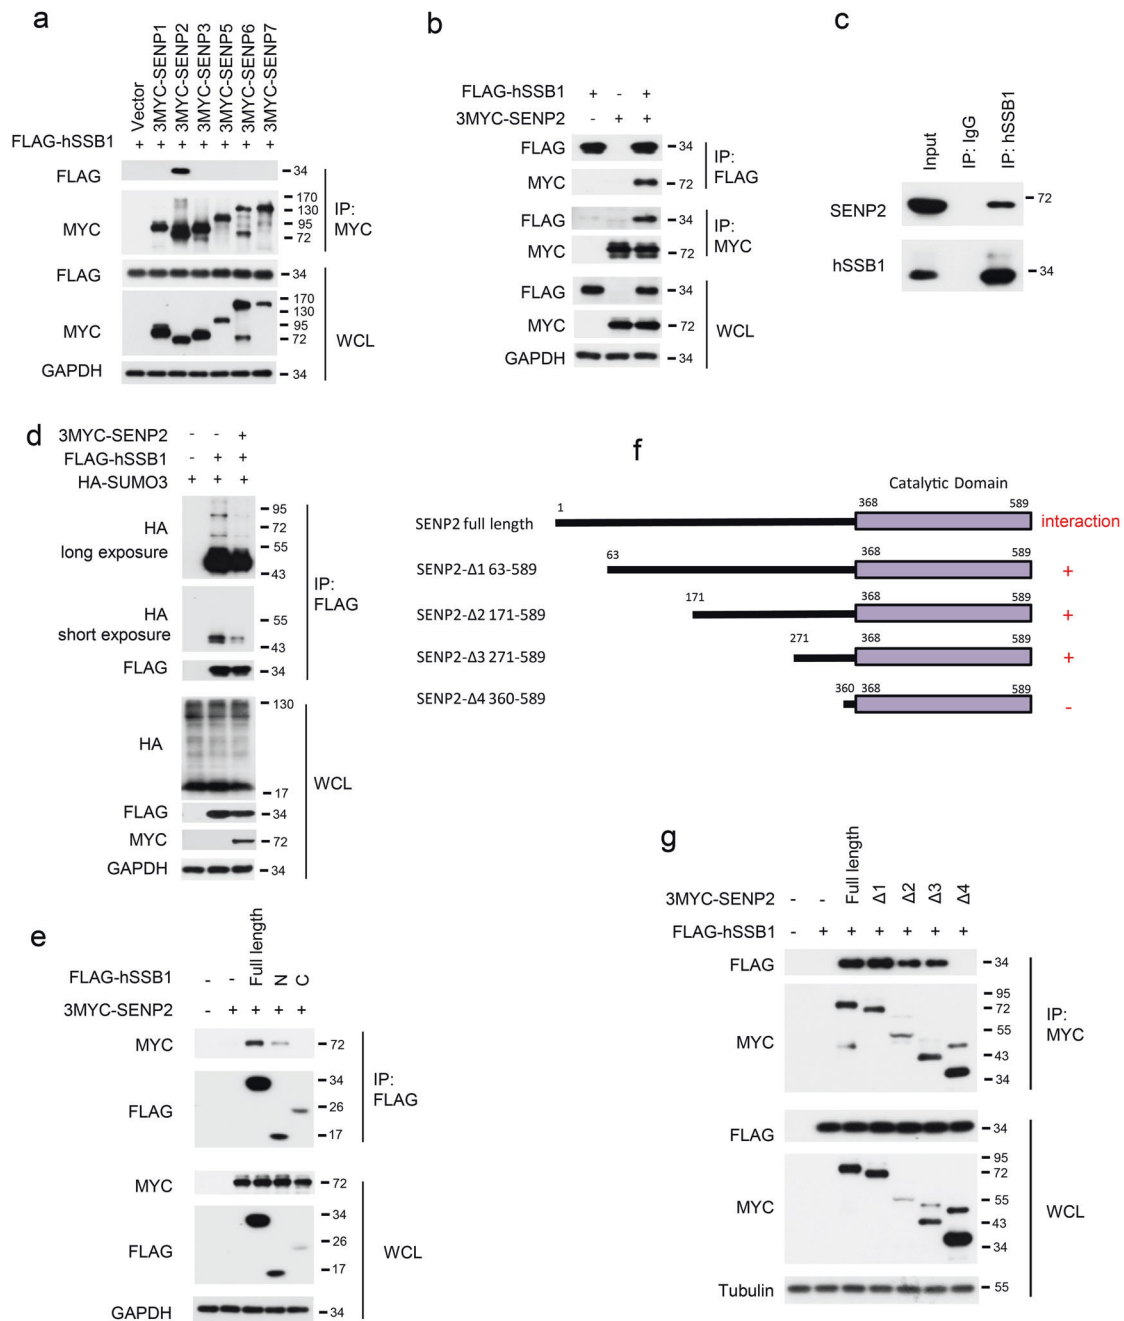 a
Vector
3MYC-SENP1
3MYC-SENP2
3MYC-SENP3
3MYC-SENP5
3MYC-SENP6
3MYC-SENP7
FLAG-hSSB1 + + + + + + +
FLAG 34
MYC 170 130 95 72
IP: MYC
FLAG 34
MYC 170 130 95 72
GAPDH 34
WCL
b
FLAG-hSSB1 + - +
3MYC-SENP2 - + +
FLAG 34
MYC 72
IP: FLAG
FLAG 34
MYC 72
IP: MYC
FLAG 34
MYC 72
GAPDH 34
WCL
c
Input
IP: IgG
IP: hSSB1
SENP2 72
hSSB1 34
d
3MYC-SENP2 - - +
FLAG-hSSB1 - + +
HA-SUMO3 + + +
HA long exposure 95 72 55 43
HA short exposure 55 43
FLAG 34
IP: FLAG
HA 130 17
FLAG 34
MYC 72
GAPDH 34
WCL
e
FLAG-hSSB1 - - Full length N C
3MYC-SENP2 - + + + +
MYC 72
FLAG 34 26 17
IP: FLAG
MYC 72
FLAG 34 26 17
GAPDH 34
WCL
f
Catalytic Domain
SENP2 full length 1 368 589 interaction
SENP2-Δ1 63-589 63 368 589 +
SENP2-Δ2 171-589 171 368 589 +
SENP2-Δ3 271-589 271 368 589 +
SENP2-Δ4 360-589 360 368 589 -
g
3MYC-SENP2 - - Full length Δ1 Δ2 Δ3 Δ4
FLAG-hSSB1 - + + + + + +
FLAG 34
MYC 95 72 55 43 34
IP: MYC
FLAG 34
MYC 95 72 55 43 34
Tubulin 55
WCL